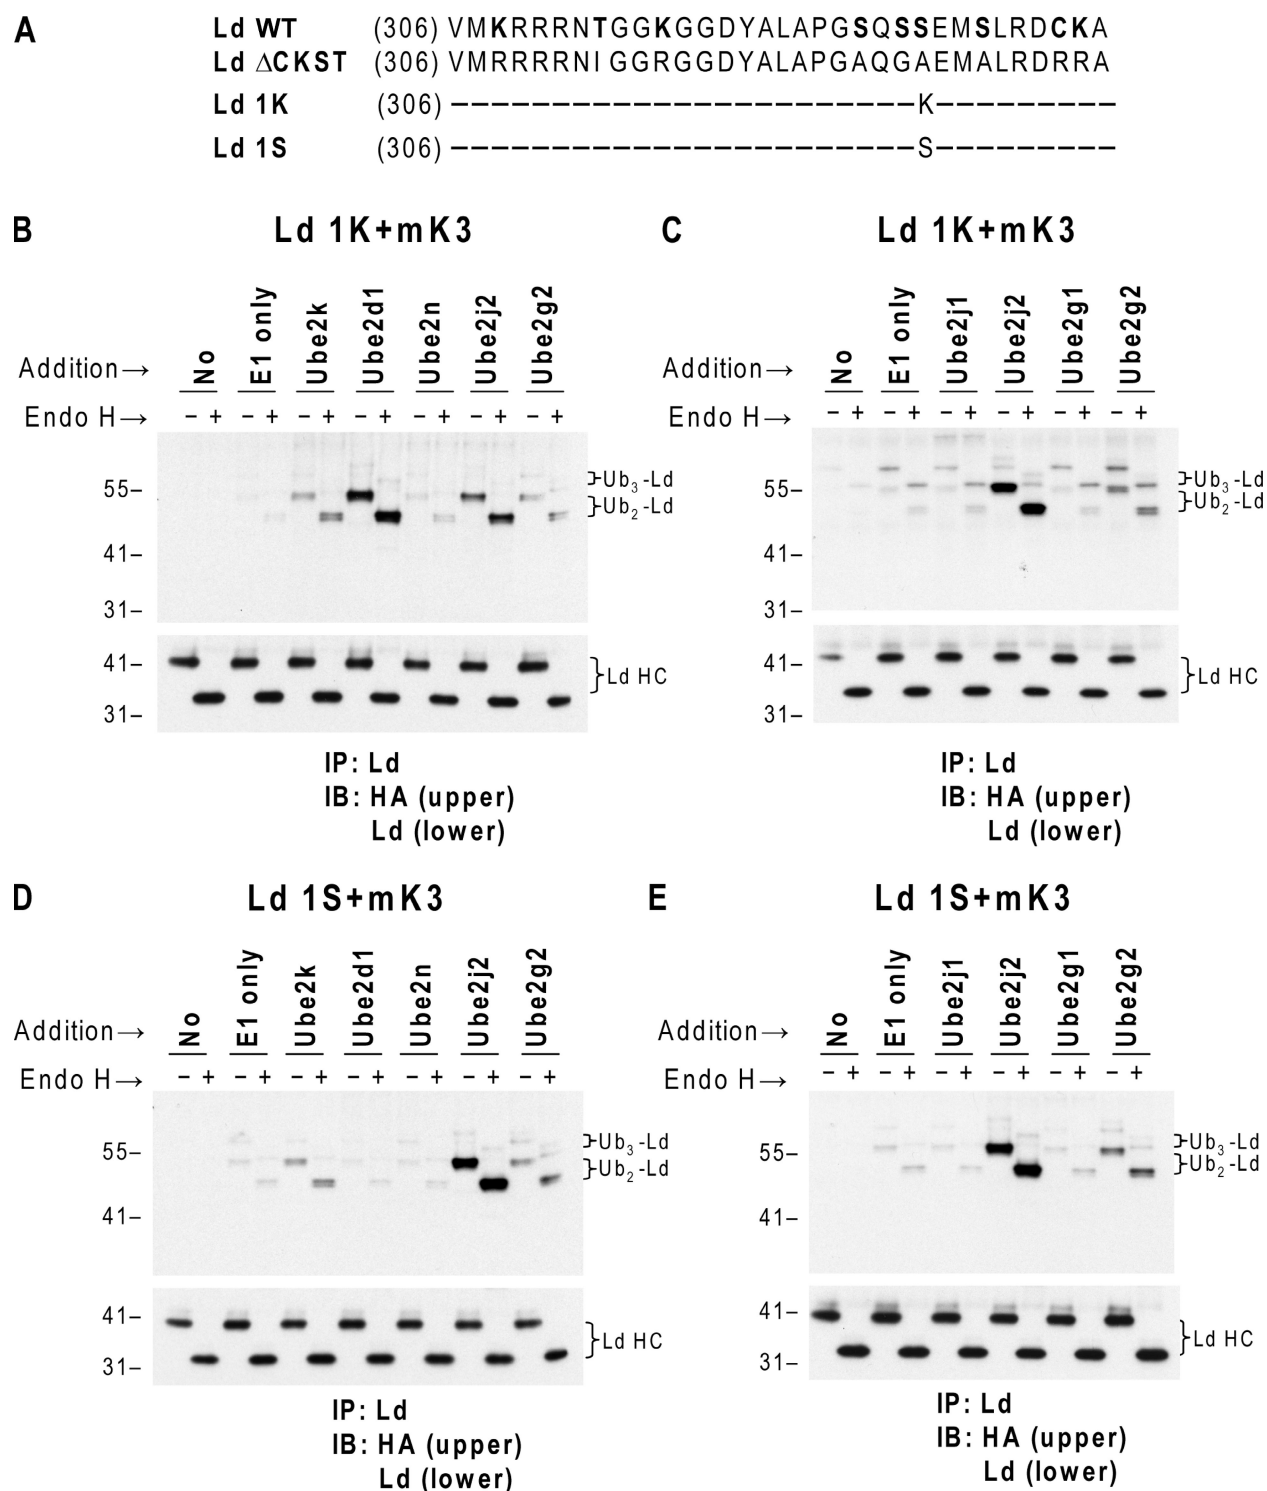 A
Ld WT (306) VMKRRRNTGGKGGDYALAPGSQSSEMSLRDCKA
Ld ΔCKST (306) VMRRRRNIGGRGGDYALAPGAQGAEMALRDRRA
Ld 1K (306) ———————————————————————K—————————
Ld 1S (306) ———————————————————————S—————————
B
Ld 1K+mK3
Addition→ No E1 only Ube2k Ube2d1 Ube2n Ube2j2 Ube2g2
Endo H→ – + – + – + – + – + – + – +
55–
41–
31–
Ub3-Ld
Ub2-Ld
41–
31–
Ld HC
IP: Ld
IB: HA (upper)
Ld (lower)
C
Ld 1K+mK3
Addition→ No E1 only Ube2j1 Ube2j2 Ube2g1 Ube2g2
Endo H→ – + – + – + – + – + – +
55–
41–
31–
Ub3-Ld
Ub2-Ld
41–
31–
Ld HC
IP: Ld
IB: HA (upper)
Ld (lower)
D
Ld 1S+mK3
Addition→ No E1 only Ube2k Ube2d1 Ube2n Ube2j2 Ube2g2
Endo H→ – + – + – + – + – + – + – +
55–
41–
Ub3-Ld
Ub2-Ld
41–
31–
Ld HC
IP: Ld
IB: HA (upper)
Ld (lower)
E
Ld 1S+mK3
Addition→ No E1 only Ube2j1 Ube2j2 Ube2g1 Ube2g2
Endo H→ – + – + – + – + – + – +
55–
41–
Ub3-Ld
Ub2-Ld
41–
31–
Ld HC
IP: Ld
IB: HA (upper)
Ld (lower)